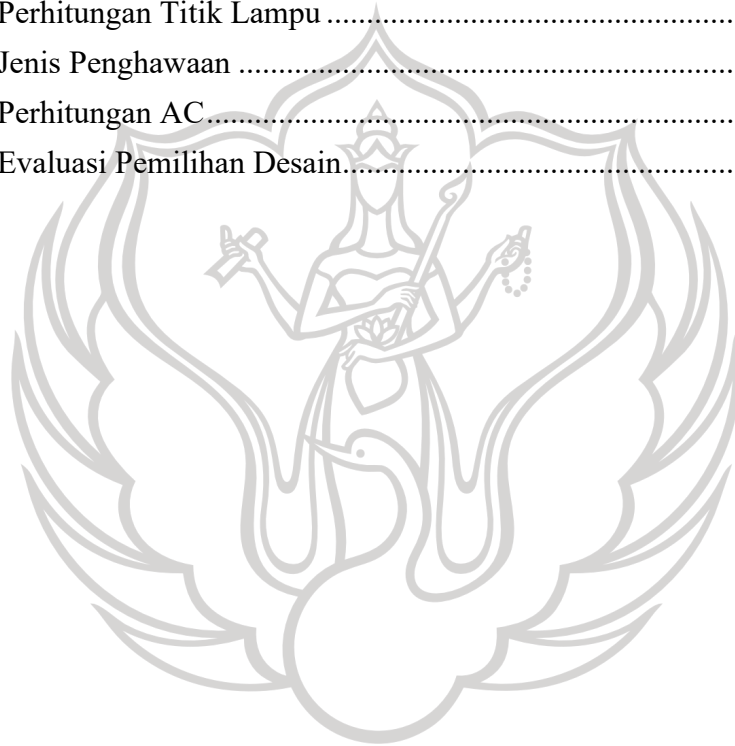 Perhitungan Titik Lampu ...........................................
Jenis Penghawaan ....................................................
Perhitungan AC........................................................
Evaluasi Pemilihan Desain.........................................